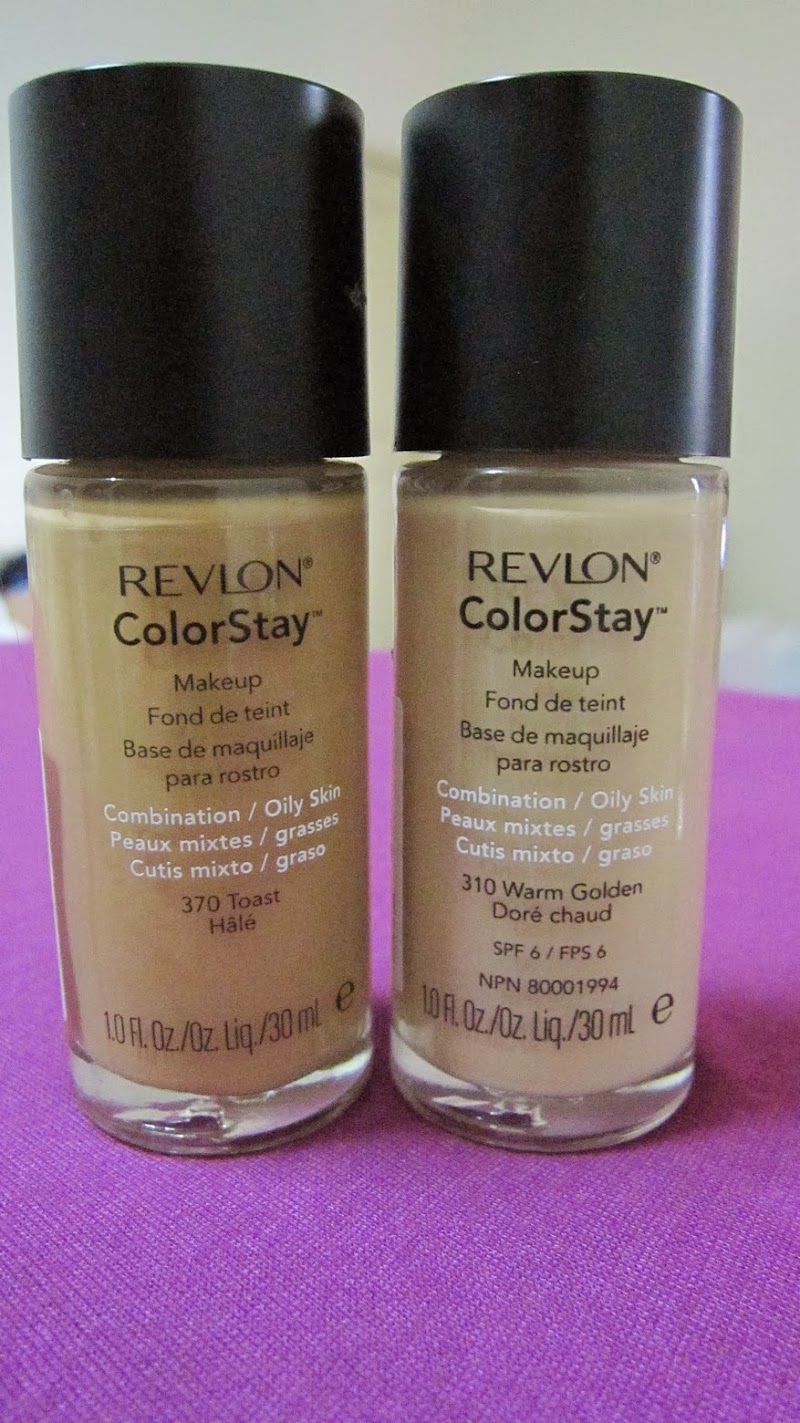 REVLON®
ColorStay™
Makeup
Fond de teint
Base de maquillaje
para rostro
Combination / Oily Skin
Peaux mixtes / grasses
Cutis mixto / graso
370 Toast
Hâlé
1.0 Fl. Oz./Oz. Liq./30 mL ℮
REVLON®
ColorStay™
Makeup
Fond de teint
Base de maquillaje
para rostro
Combination / Oily Skin
Peaux mixtes / grasses
Cutis mixto / graso
310 Warm Golden
Doré chaud
SPF 6 / FPS 6
NPN 80001994
1.0 Fl. Oz./Oz. Liq./30 mL ℮